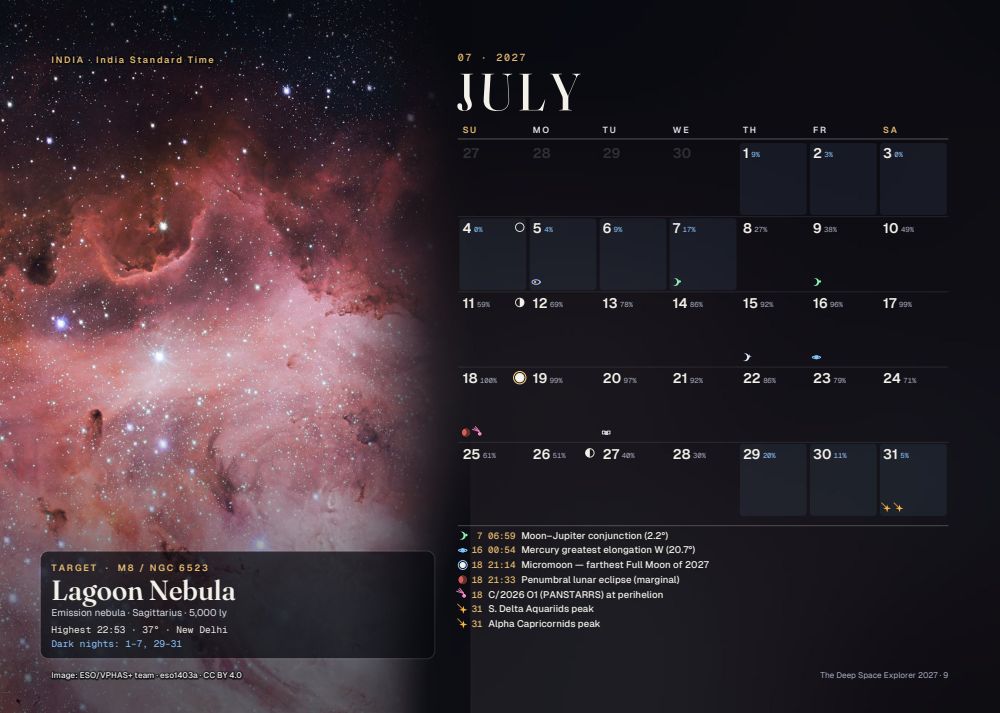 INDIA · India Standard Time
07 · 2027
JULY
SU MO TU WE TH FR SA
27 28 29 30 1 9% 2 3% 3 0%
4 0% 5 4% 6 9% 7 17% 8 27% 9 38% 10 49%
11 59% 12 69% 13 78% 14 86% 15 92% 16 96% 17 99%
18 100% 19 99% 20 97% 21 92% 22 86% 23 79% 24 71%
25 61% 26 51% 27 40% 28 30% 29 20% 30 11% 31 5%
7 06:59 Moon–Jupiter conjunction (2.2°)
16 00:54 Mercury greatest elongation W (20.7°)
18 21:14 Micromoon — farthest Full Moon of 2027
18 21:33 Penumbral lunar eclipse (marginal)
18 C/2026 O1 (PANSTARRS) at perihelion
31 S. Delta Aquariids peak
31 Alpha Capricornids peak
TARGET · M8 / NGC 6523
Lagoon Nebula
Emission nebula · Sagittarius · 5,000 ly
Highest 22:53 · 37° · New Delhi
Dark nights: 1–7, 29–31
Image: ESO/VPHAS+ team · eso1403a · CC BY 4.0
The Deep Space Explorer 2027 · 9